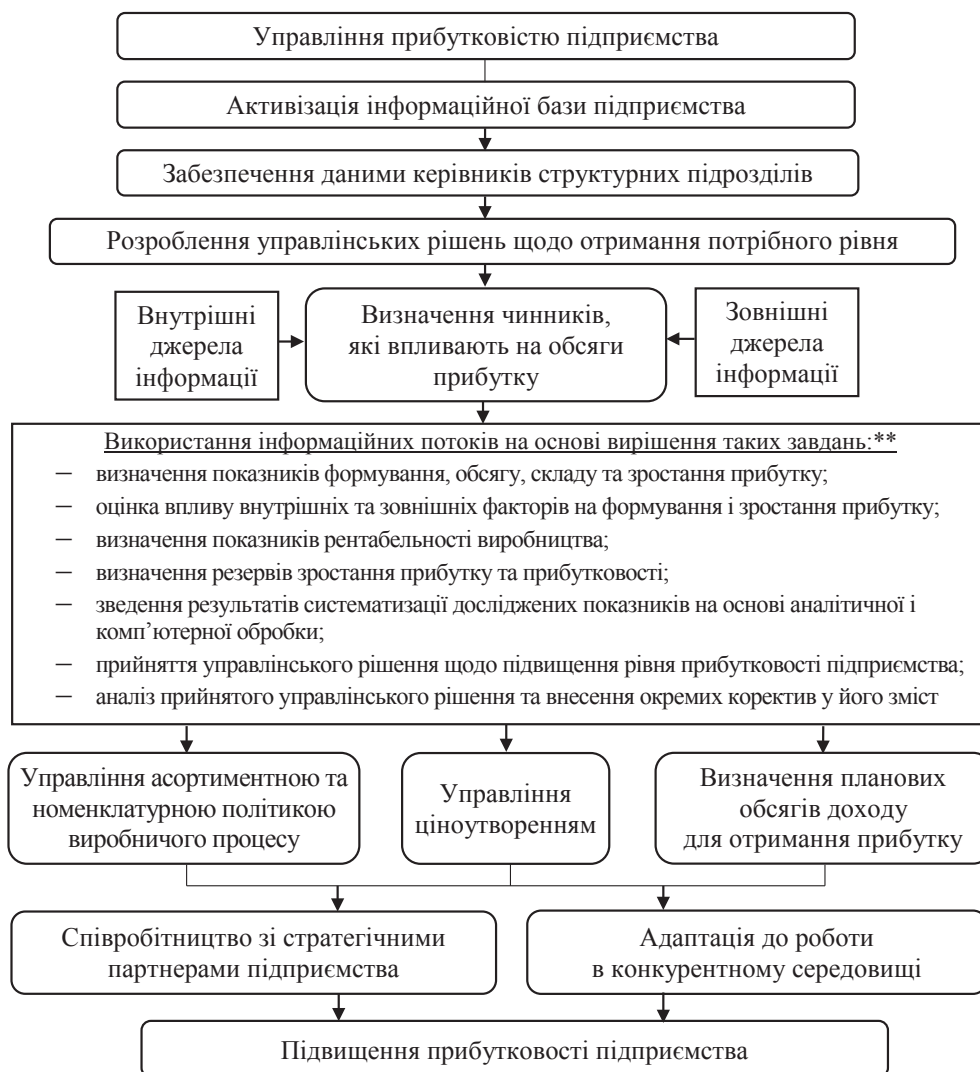 Управління прибутковістю підприємства
Активізація інформаційної бази підприємства
Забезпечення даними керівників структурних підрозділів
Розроблення управлінських рішень щодо отримання потрібного рівня
Внутрішні
джерела
інформації
Визначення чинників,
які впливають на обсяги
прибутку
Зовнішні
джерела
інформації
Використання інформаційних потоків на основі вирішення таких завдань:**
– визначення показників формування, обсягу, складу та зростання прибутку;
– оцінка впливу внутрішніх та зовнішніх факторів на формування і зростання прибутку;
– визначення показників рентабельності виробництва;
– визначення резервів зростання прибутку та прибутковості;
– зведення результатів систематизації досліджених показників на основі аналітичної і
комп’ютерної обробки;
– прийняття управлінського рішення щодо підвищення рівня прибутковості підприємства;
– аналіз прийнятого управлінського рішення та внесення окремих коректив у його зміст
Управління асортиментною та
номенклатурною політикою
виробничого процесу
Управління
ціноутворенням
Визначення планових
обсягів доходу
для отримання прибутку
Співробітництво зі стратегічними
партнерами підприємства
Адаптація до роботи
в конкурентному середовищі
Підвищення прибутковості підприємства